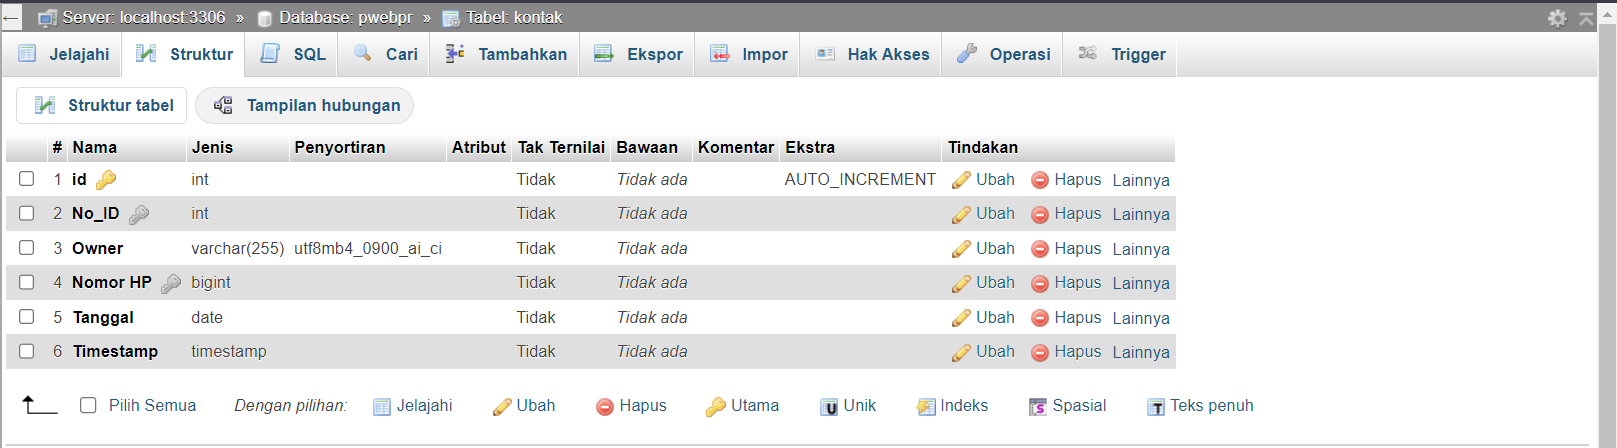 Server: localhost:3306 » Database: pwebpr » Tabel: kontak
Jelajahi Struktur SQL Cari Tambahkan Ekspor Impor Hak Akses Operasi Trigger
Struktur tabel Tampilan hubungan
# Nama Jenis Penyortiran Atribut Tak Ternilai Bawaan Komentar Ekstra Tindakan
1 id int Tidak Tidak ada AUTO_INCREMENT Ubah Hapus Lainnya
2 No_ID int Tidak Tidak ada Ubah Hapus Lainnya
3 Owner varchar(255) utf8mb4_0900_ai_ci Tidak Tidak ada Ubah Hapus Lainnya
4 Nomor HP bigint Tidak Tidak ada Ubah Hapus Lainnya
5 Tanggal date Tidak Tidak ada Ubah Hapus Lainnya
6 Timestamp timestamp Tidak Tidak ada Ubah Hapus Lainnya
Pilih Semua Dengan pilihan: Jelajahi Ubah Hapus Utama Unik Indeks Spasial Teks penuh